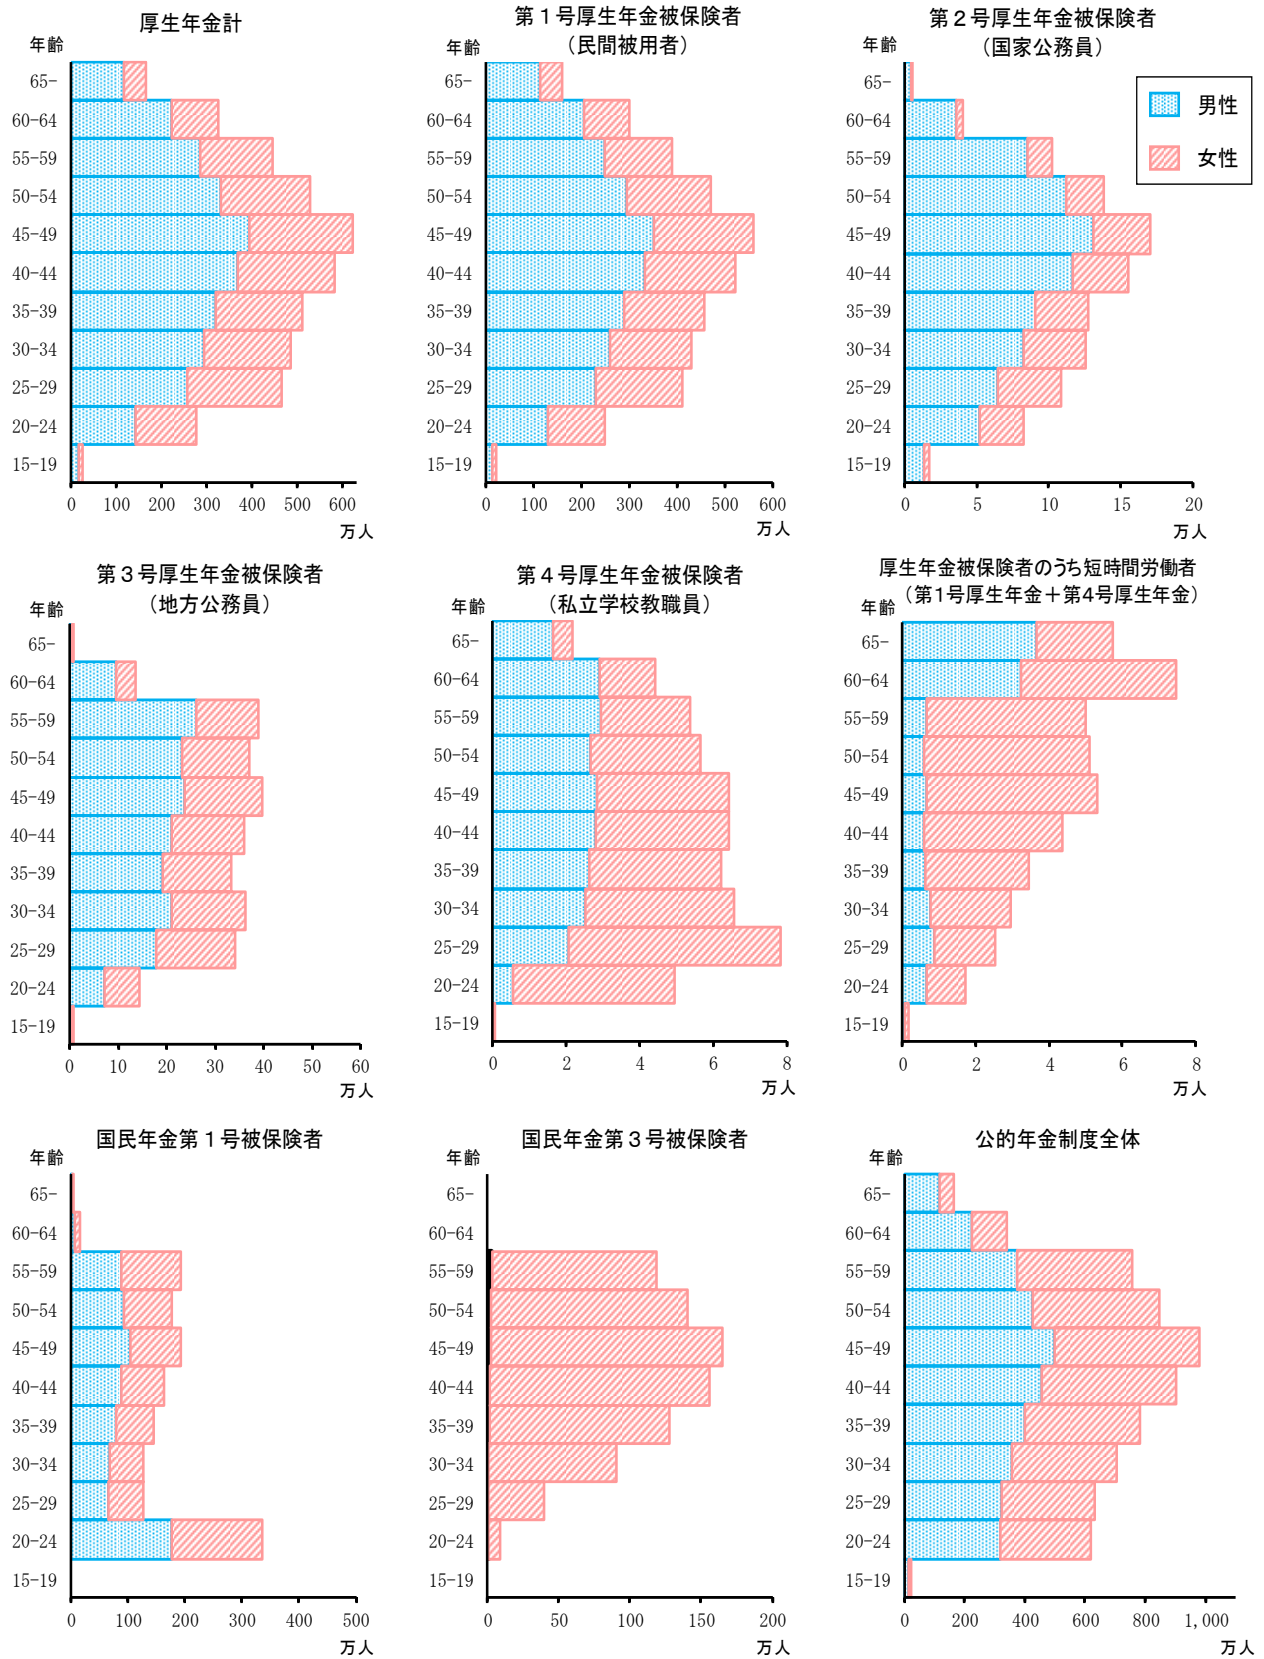 厚生年金計
年齢
65-
60-64
55-59
50-54
45-49
40-44
35-39
30-34
25-29
20-24
15-19
0 100 200 300 400 500 600
万人
第１号厚生年金被保険者
（民間被用者）
年齢
65-
60-64
55-59
50-54
45-49
40-44
35-39
30-34
25-29
20-24
15-19
0 100 200 300 400 500 600
万人
第２号厚生年金被保険者
（国家公務員）
年齢
65-
60-64
55-59
50-54
45-49
40-44
35-39
30-34
25-29
20-24
15-19
0 5 10 15 20
万人
男性
女性
第３号厚生年金被保険者
（地方公務員）
年齢
65-
60-64
55-59
50-54
45-49
40-44
35-39
30-34
25-29
20-24
15-19
0 10 20 30 40 50 60
万人
第４号厚生年金被保険者
（私立学校教職員）
年齢
65-
60-64
55-59
50-54
45-49
40-44
35-39
30-34
25-29
20-24
15-19
0 2 4 6 8
万人
厚生年金被保険者のうち短時間労働者
（第1号厚生年金＋第4号厚生年金）
年齢
65-
60-64
55-59
50-54
45-49
40-44
35-39
30-34
25-29
20-24
15-19
0 2 4 6 8
万人
国民年金第１号被保険者
年齢
65-
60-64
55-59
50-54
45-49
40-44
35-39
30-34
25-29
20-24
15-19
0 100 200 300 400 500
万人
国民年金第３号被保険者
年齢
65-
60-64
55-59
50-54
45-49
40-44
35-39
30-34
25-29
20-24
15-19
0 50 100 150 200
万人
公的年金制度全体
年齢
65-
60-64
55-59
50-54
45-49
40-44
35-39
30-34
25-29
20-24
15-19
0 200 400 600 800 1,000
万人